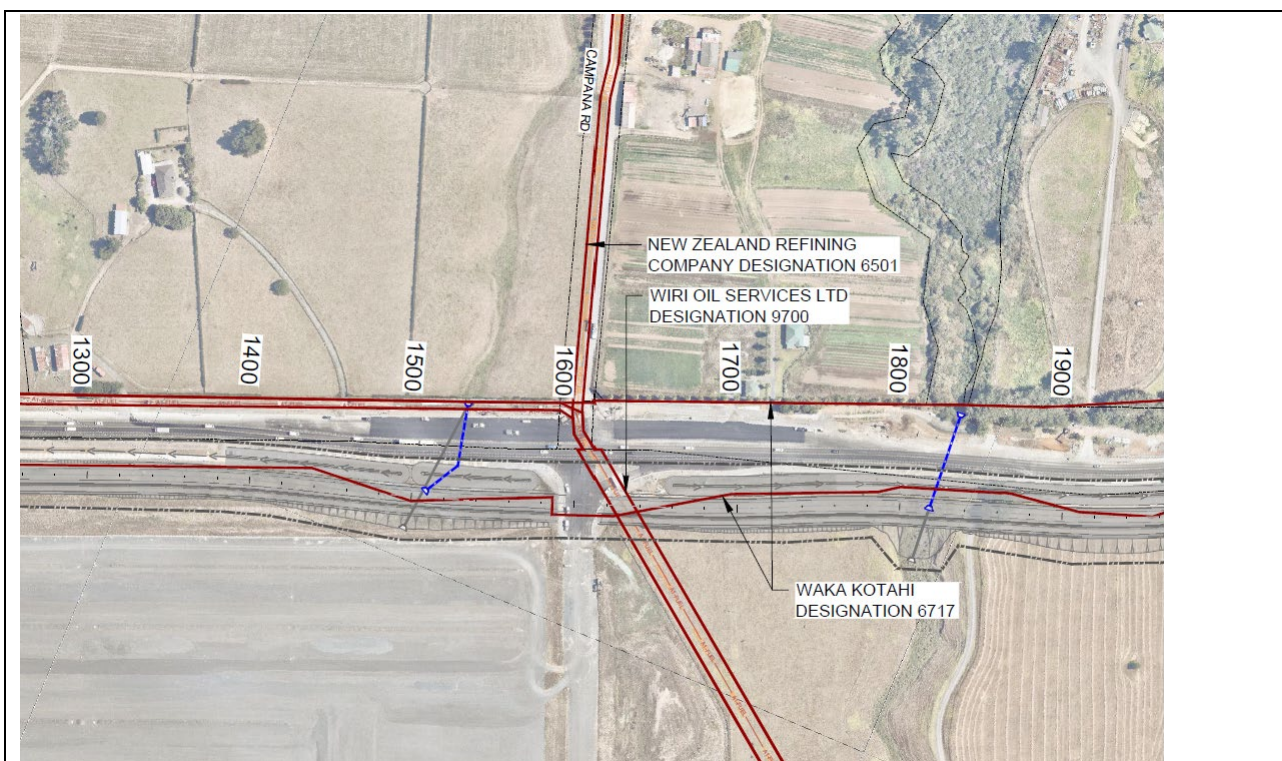 CAMPANA RD
NEW ZEALAND REFINING
COMPANY DESIGNATION 6501
WIRI OIL SERVICES LTD
DESIGNATION 9700
1300
1400
1500
1600
1700
1800
1900
WAKA KOTAHI
DESIGNATION 6717